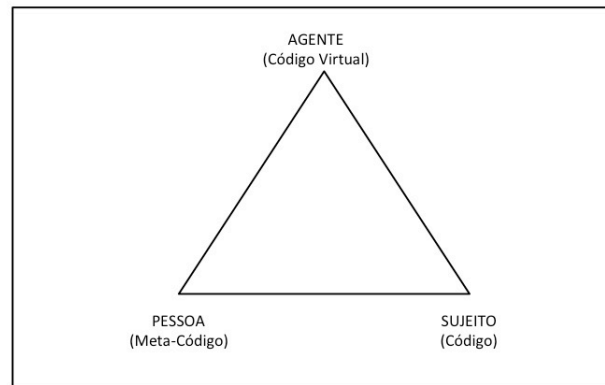 AGENTE
(Código Virtual)
PESSOA
(Meta-Código)
SUJEITO
(Código)